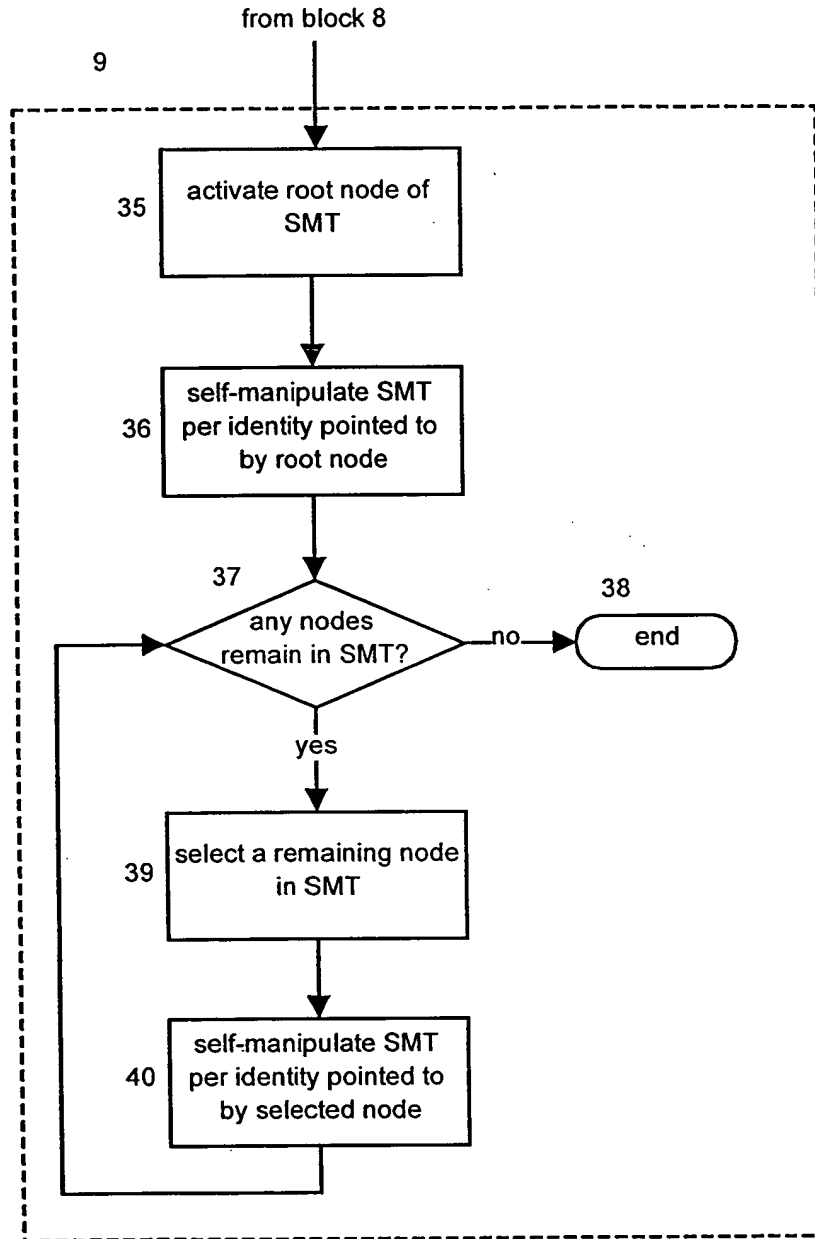 from block 8
9
35
activate root node of
SMT
36
self-manipulate SMT
per identity pointed to
by root node
37
any nodes
remain in SMT?
no
38
end
yes
39
select a remaining node
in SMT
40
self-manipulate SMT
per identity pointed to
by selected node